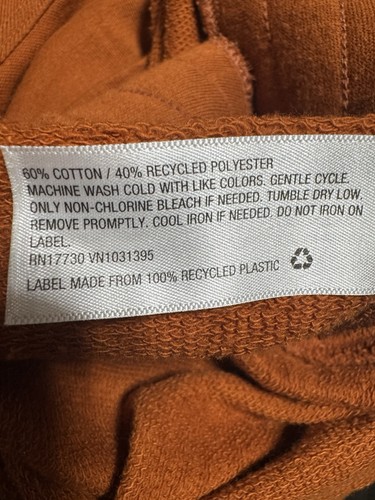 60% COTTON / 40% RECYCLED POLYESTER
MACHINE WASH COLD WITH LIKE COLORS. GENTLE CYCLE.
ONLY NON-CHLORINE BLEACH IF NEEDED. TUMBLE DRY LOW.
REMOVE PROMPTLY. COOL IRON IF NEEDED. DO NOT IRON ON
LABEL.
RN17730 VN1031395
LABEL MADE FROM 100% RECYCLED PLASTIC